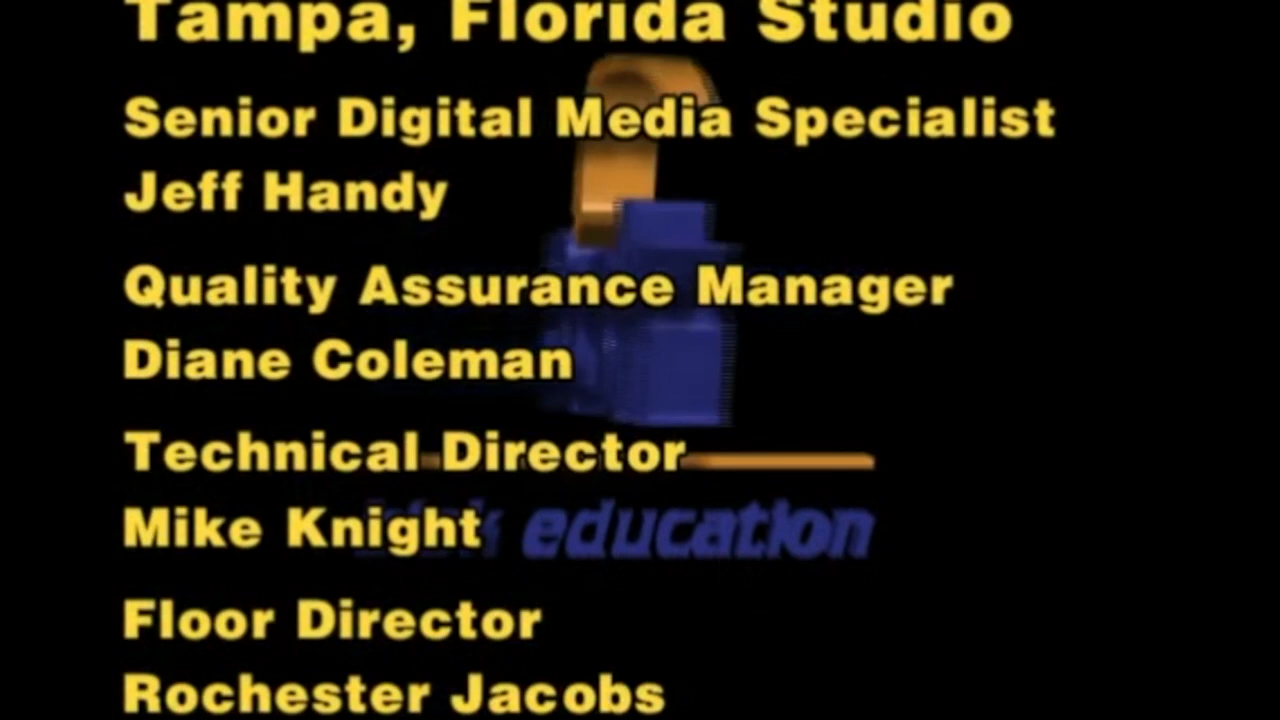 Tampa, Florida Studio
Senior Digital Media Specialist
Jeff Handy
Quality Assurance Manager
Diane Coleman
Technical Director
Mike Knight
education
Floor Director
Rochester Jacobs